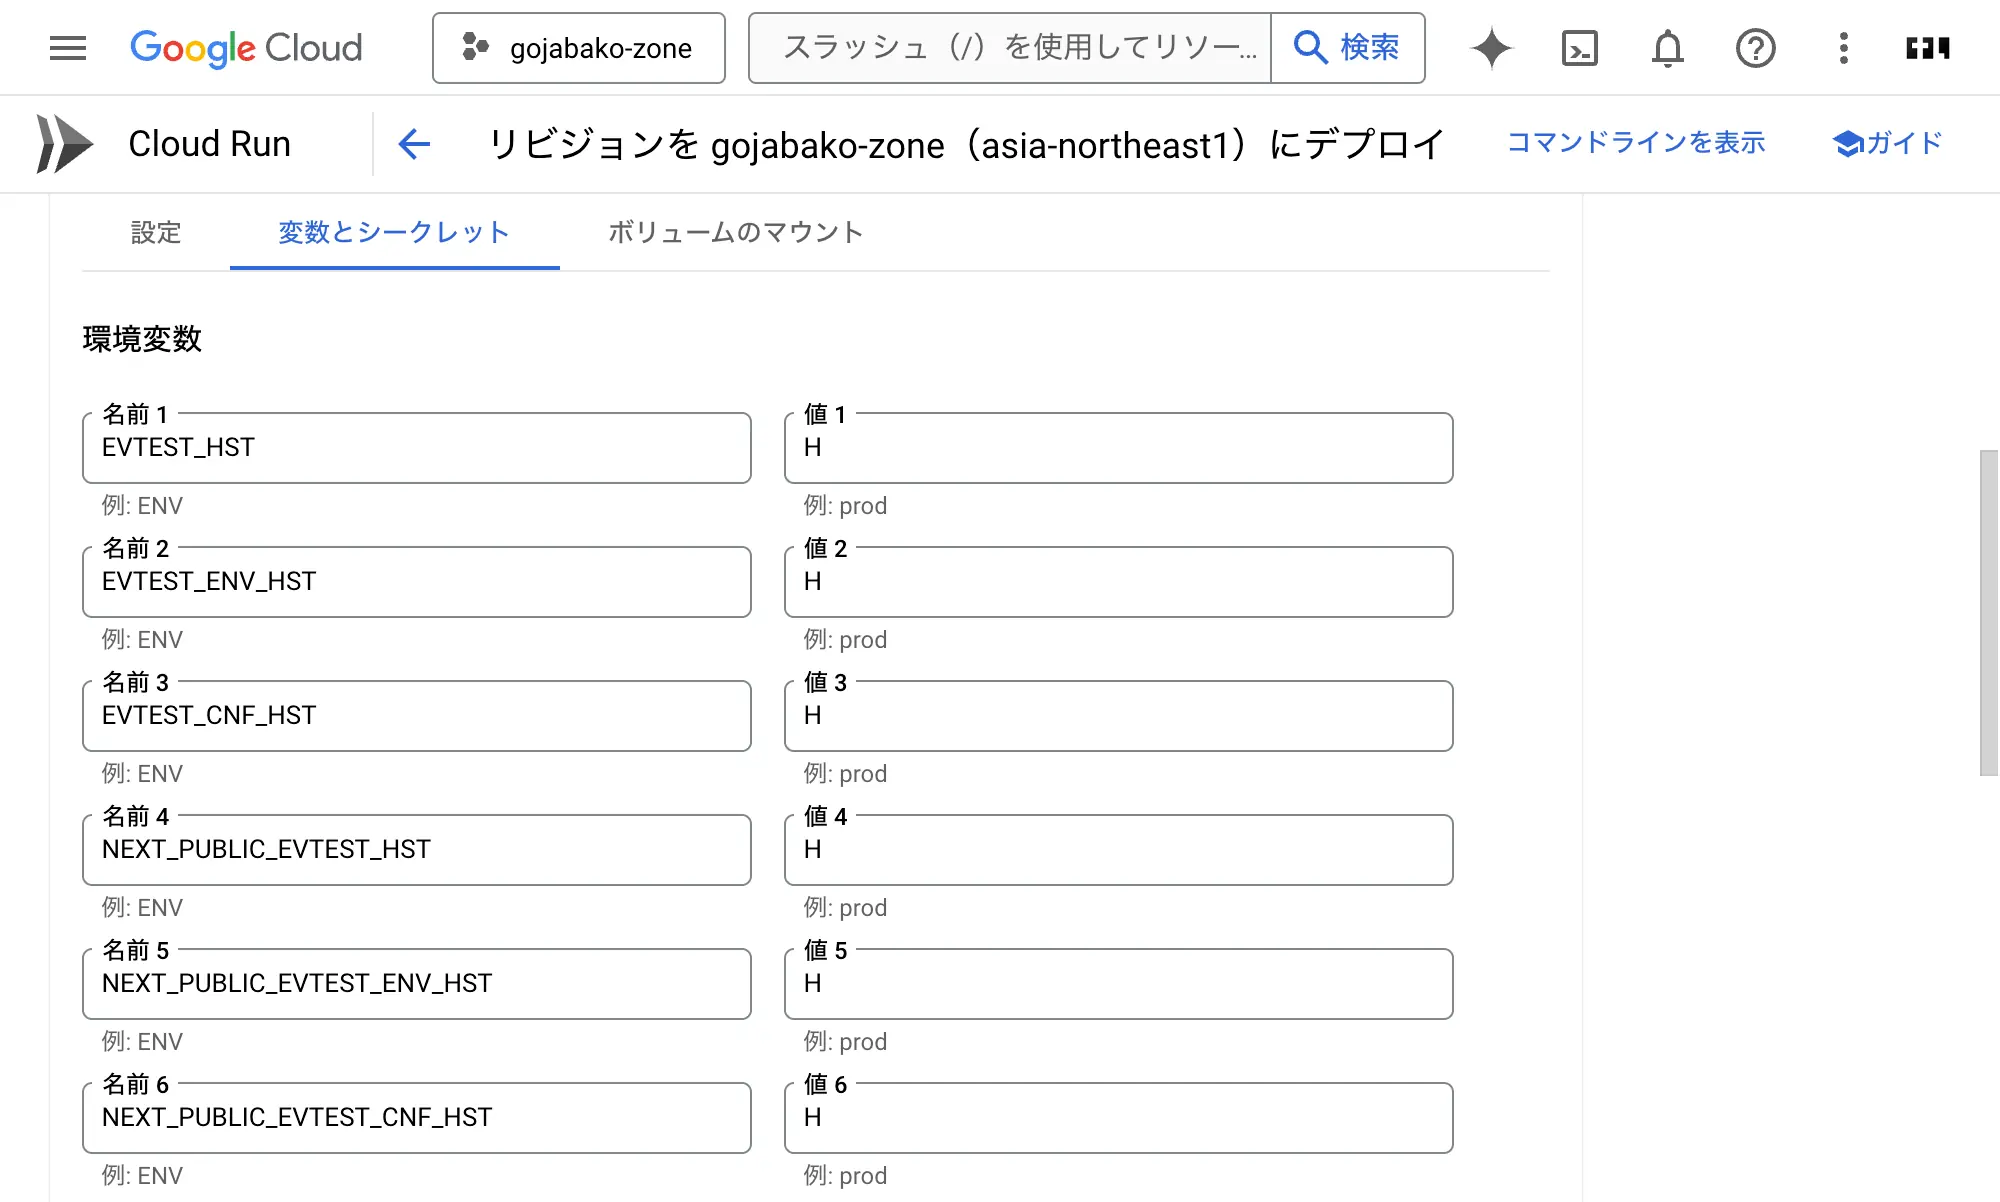 Google Cloud
gojabako-zone
スラッシュ（/）を使用してリソー...
検索
Cloud Run
リビジョンを gojabako-zone（asia-northeast1）にデプロイ
コマンドラインを表示
ガイド
設定
変数とシークレット
ボリュームのマウント
環境変数
名前 1
EVTEST_HST
例: ENV
値 1
H
例: prod
名前 2
EVTEST_ENV_HST
例: ENV
値 2
H
例: prod
名前 3
EVTEST_CNF_HST
例: ENV
値 3
H
例: prod
名前 4
NEXT_PUBLIC_EVTEST_HST
例: ENV
値 4
H
例: prod
名前 5
NEXT_PUBLIC_EVTEST_ENV_HST
例: ENV
値 5
H
例: prod
名前 6
NEXT_PUBLIC_EVTEST_CNF_HST
例: ENV
値 6
H
例: prod